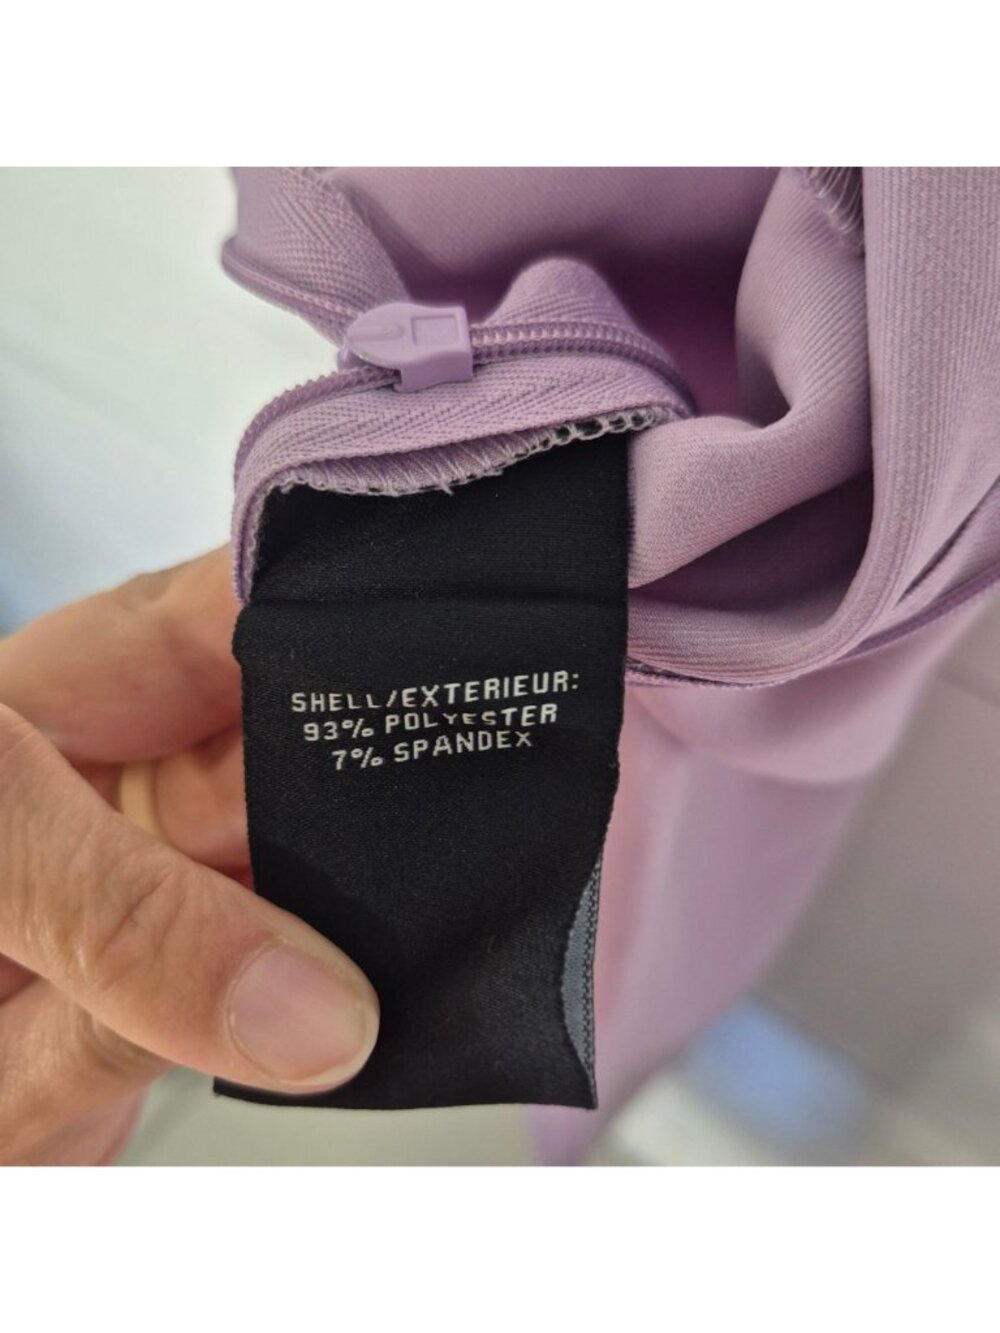 SHELL/EXTERIEUR:
93% POLYESTER
7% SPANDEX